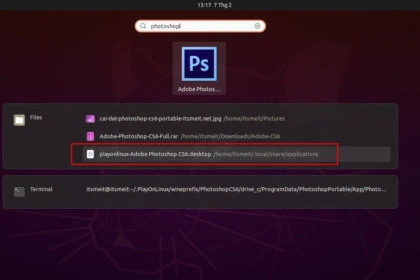 13:17 7 Thg 2
photoshop
Ps
Adobe Photos...
Files
cai-dat-photoshop-cs6-portable-itsmeit.net.jpg /home/itsmeit/Pictures
Adobe-Photoshop-CS6-Full.rar /home/itsmeit/Downloads/Adobe-CS6
playonlinux-Adobe Photoshop CS6.desktop /home/itsmeit/.local/share/applications
Terminal
itsmeit@itsmeit:~/.PlayOnLinux/wineprefix/PhotoshopCS6/drive_c/ProgramData/PhotoshopPortable/App/Photo...